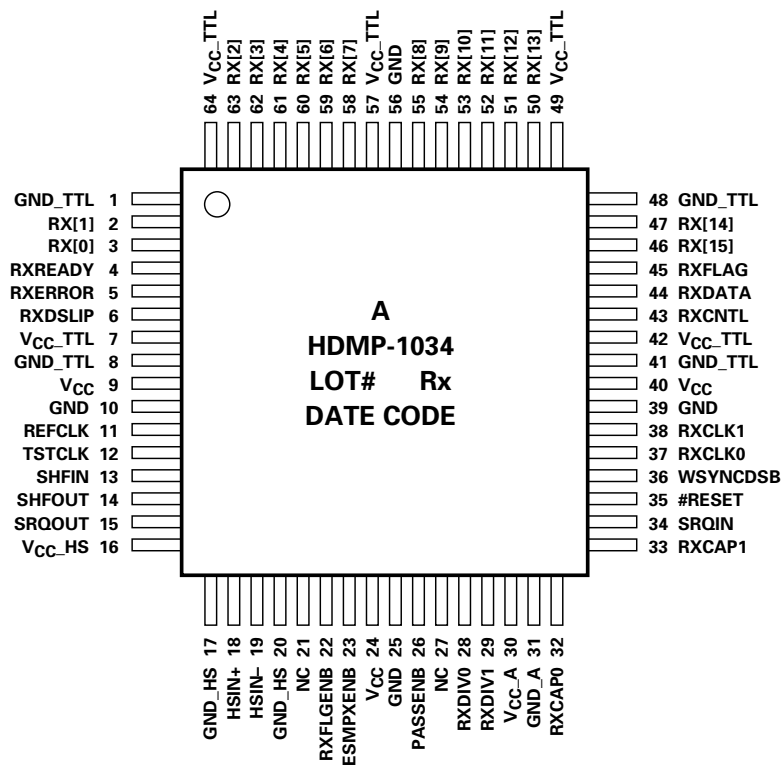 64 VCC_TTL
63 RX[2]
62 RX[3]
61 RX[4]
60 RX[5]
59 RX[6]
58 RX[7]
57 VCC_TTL
56 GND
55 RX[8]
54 RX[9]
53 RX[10]
52 RX[11]
51 RX[12]
50 RX[13]
49 VCC_TTL
GND_TTL 1
RX[1] 2
RX[0] 3
RXREADY 4
RXERROR 5
RXDSLIP 6
VCC_TTL 7
GND_TTL 8
VCC 9
GND 10
REFCLK 11
TSTCLK 12
SHFIN 13
SHFOUT 14
SRQOUT 15
VCC_HS 16
A
HDMP-1034
LOT# Rx
DATE CODE
48 GND_TTL
47 RX[14]
46 RX[15]
45 RXFLAG
44 RXDATA
43 RXCNTL
42 VCC_TTL
41 GND_TTL
40 VCC
39 GND
38 RXCLK1
37 RXCLK0
36 WSYNCDSB
35 #RESET
34 SRQIN
33 RXCAP1
GND_HS 17
HSIN+ 18
HSIN– 19
GND_HS 20
NC 21
RXFLGENB 22
ESMPXENB 23
VCC 24
GND 25
PASSENB 26
NC 27
RXDIV0 28
RXDIV1 29
VCC_A 30
GND_A 31
RXCAP0 32